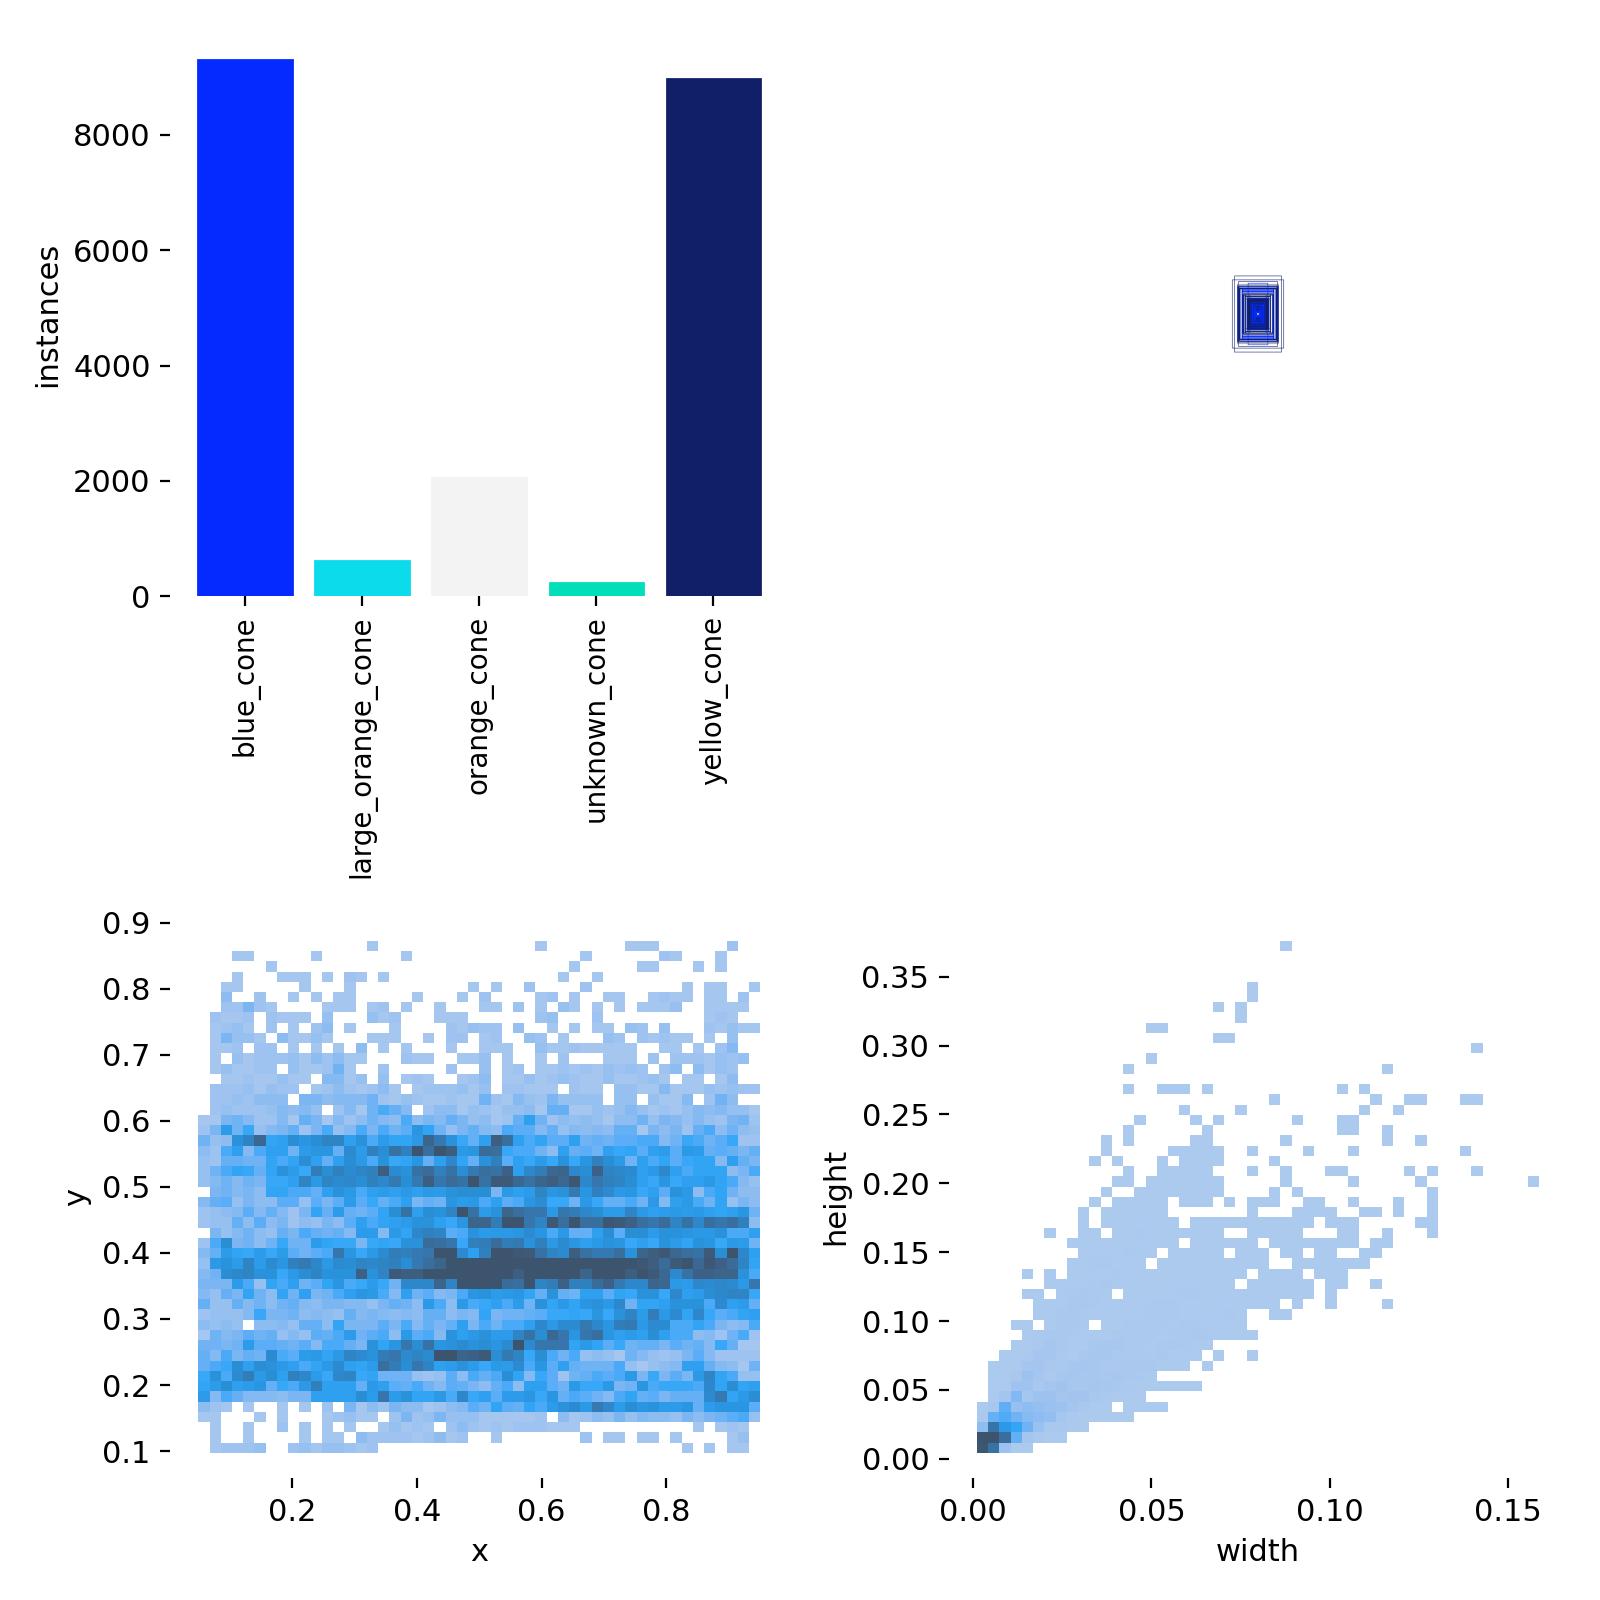 instances
8000
6000
4000
2000
0
blue_cone
large_orange_cone
orange_cone
unknown_cone
yellow_cone
y
0.9
0.8
0.7
0.6
0.5
0.4
0.3
0.2
0.1
0.2 0.4 0.6 0.8
x
height
0.35
0.30
0.25
0.20
0.15
0.10
0.05
0.00
0.00 0.05 0.10 0.15
width